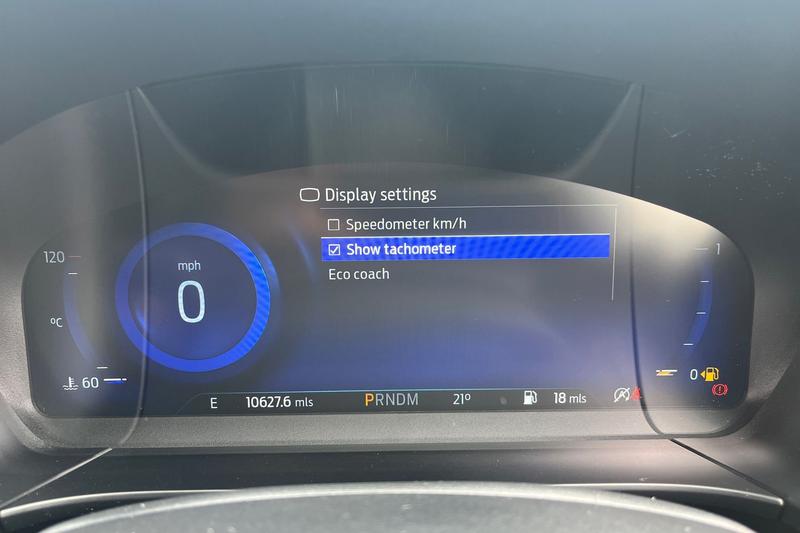 Display settings
Speedometer km/h
Show tachometer
Eco coach
120
°C
60
mph
0
1
0
E 10627.6 mls PRNDM 21° 18 mls